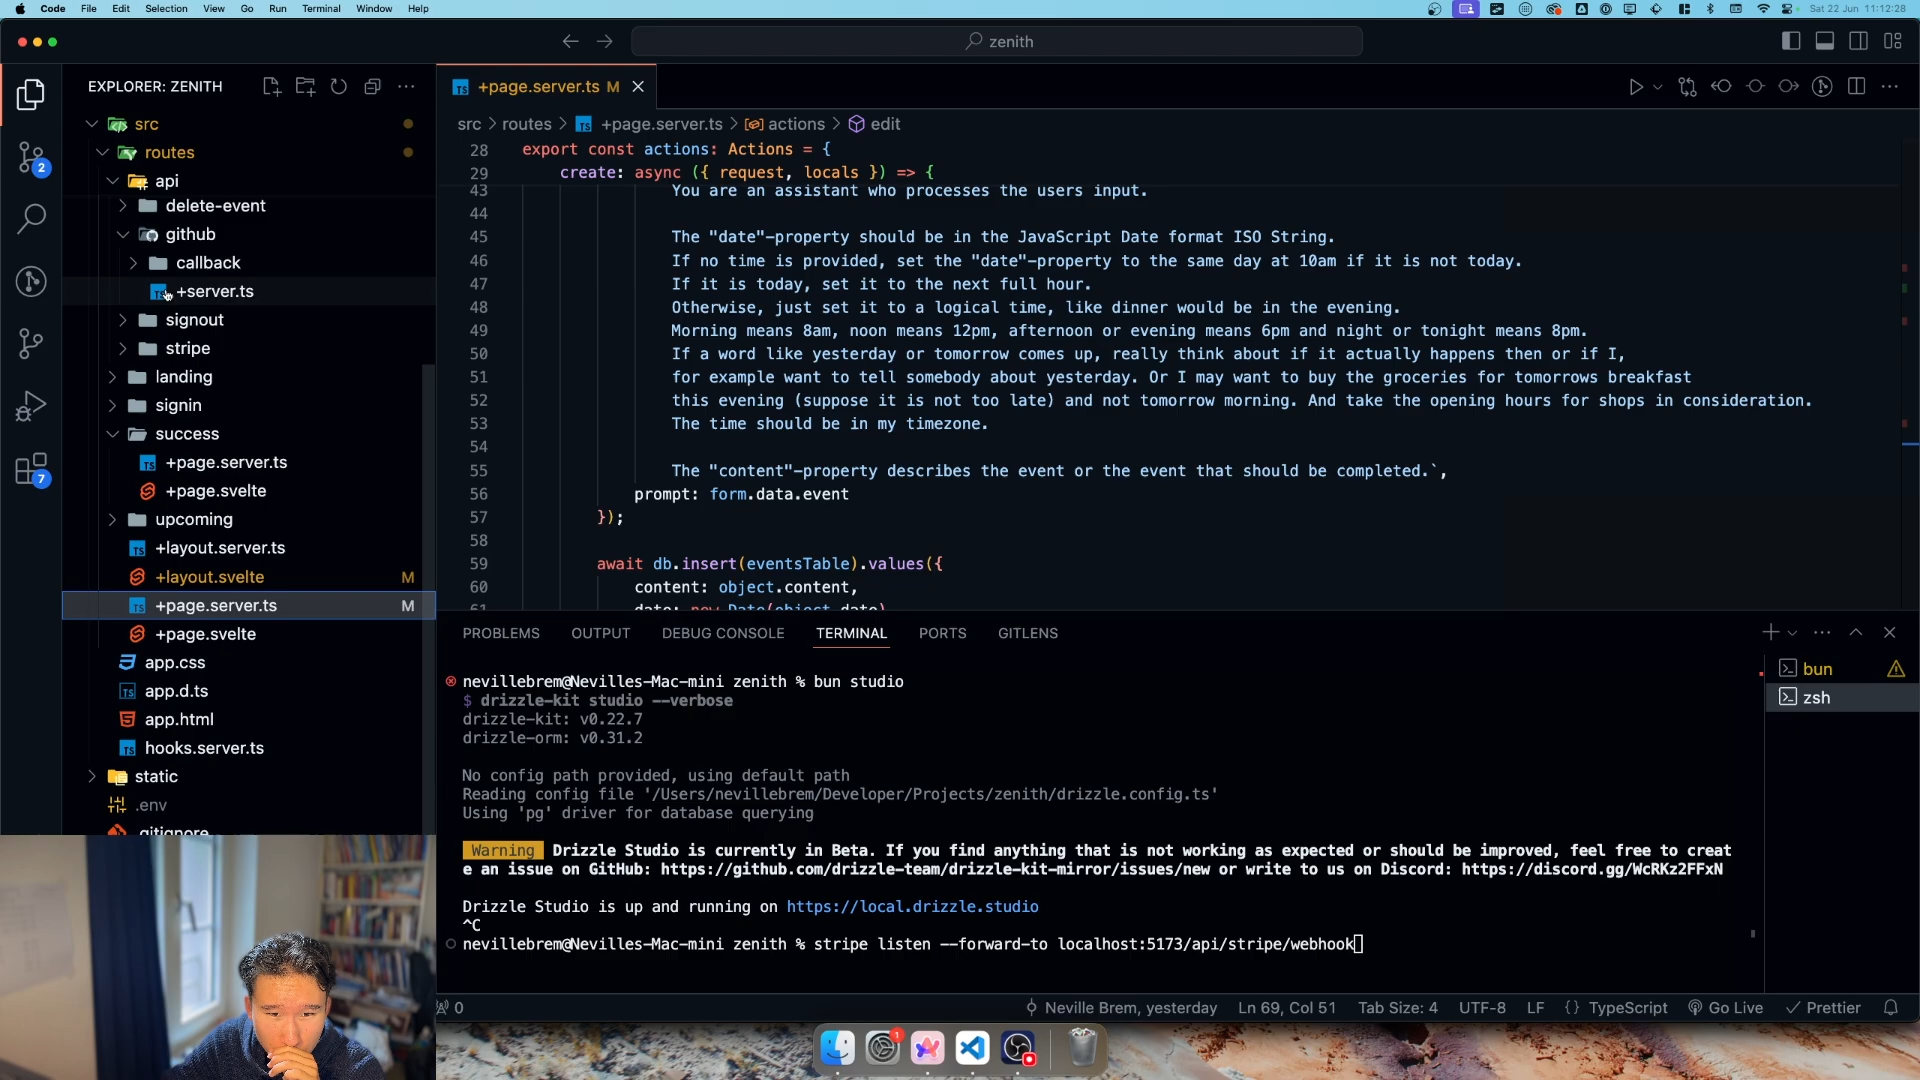 Code File Edit Selection View Go Run Terminal Window Help
Sat 22 Jun 11:12:28
zenith
EXPLORER: ZENITH
src
routes
api
delete-event
github
callback
+server.ts
signout
stripe
landing
signin
success
+page.server.ts
+page.svelte
upcoming
+layout.server.ts
+layout.svelte M
+page.server.ts M
+page.svelte
app.css
app.d.ts
app.html
hooks.server.ts
static
.env
.gitignore
2
7
+page.server.ts M
src > routes > +page.server.ts > actions > edit
28 export const actions: Actions = {
29 create: async ({ request, locals }) => {
43 You are an assistant who processes the users input.
44
45 The "date"-property should be in the JavaScript Date format ISO String.
46 If no time is provided, set the "date"-property to the same day at 10am if it is not today.
47 If it is today, set it to the next full hour.
48 Otherwise, just set it to a logical time, like dinner would be in the evening.
49 Morning means 8am, noon means 12pm, afternoon or evening means 6pm and night or tonight means 8pm.
50 If a word like yesterday or tomorrow comes up, really think about if it actually happens then or if I,
51 for example want to tell somebody about yesterday. Or I may want to buy the groceries for tomorrows breakfast
52 this evening (suppose it is not too late) and not tomorrow morning. And take the opening hours for shops in consideration.
53 The time should be in my timezone.
54
55 The "content"-property describes the event or the event that should be completed.`,
56 prompt: form.data.event
57 });
58
59 await db.insert(eventsTable).values({
60 content: object.content,
61 date: new Date(object.date)
PROBLEMS OUTPUT DEBUG CONSOLE TERMINAL PORTS GITLENS
nevillebrem@Nevilles-Mac-mini zenith % bun studio
$ drizzle-kit studio --verbose
drizzle-kit: v0.22.7
drizzle-orm: v0.31.2
No config path provided, using default path
Reading config file '/Users/nevillebrem/Developer/Projects/zenith/drizzle.config.ts'
Using 'pg' driver for database querying
Warning Drizzle Studio is currently in Beta. If you find anything that is not working as expected or should be improved, feel free to creat
e an issue on GitHub: https://github.com/drizzle-team/drizzle-kit-mirror/issues/new or write to us on Discord: https://discord.gg/WcRKz2FFxN
Drizzle Studio is up and running on https://local.drizzle.studio
^C
nevillebrem@Nevilles-Mac-mini zenith % stripe listen --forward-to localhost:5173/api/stripe/webhook
bun
zsh
0 Neville Brem, yesterday Ln 69, Col 51 Tab Size: 4 UTF-8 LF {} TypeScript Go Live Prettier
1